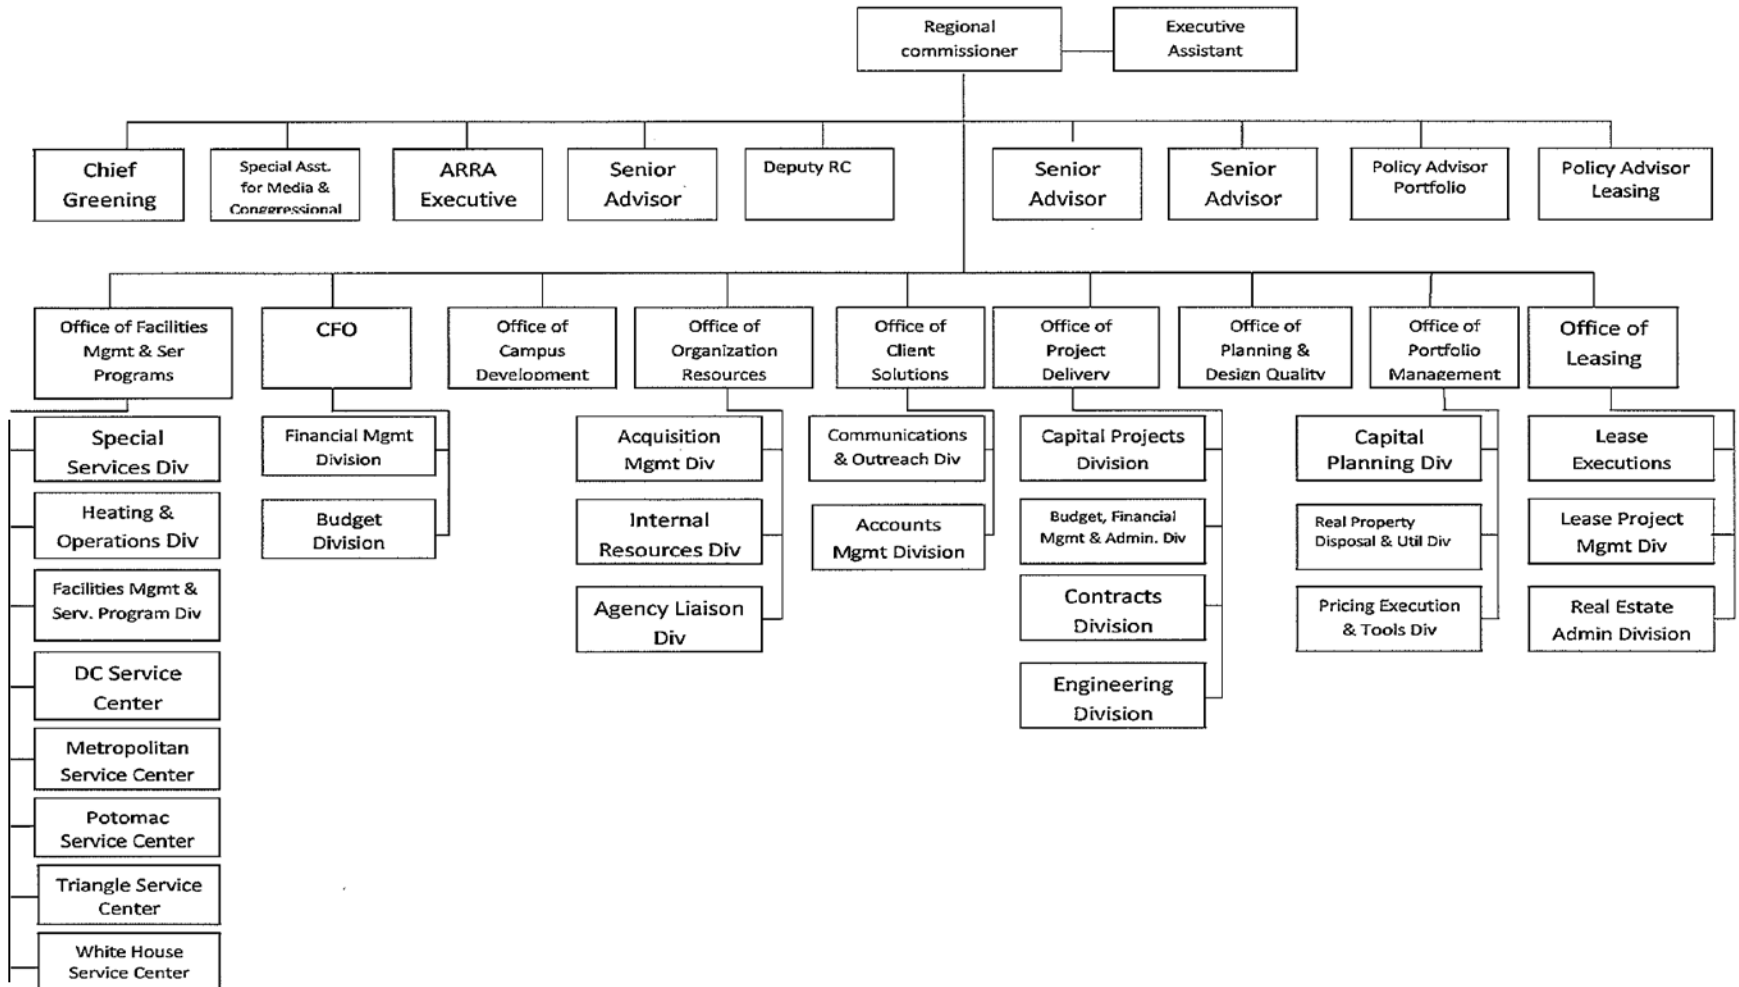 Regional
commissioner
Executive
Assistant
Chief
Greening
Special Asst.
for Media &
Conggressional
ARRA
Executive
Senior
Advisor
Deputy RC
Senior
Advisor
Senior
Advisor
Policy Advisor
Portfolio
Policy Advisor
Leasing
Office of Facilities
Mgmt & Ser
Programs
CFO
Office of
Campus
Development
Office of
Organization
Resources
Office of
Client
Solutions
Office of
Project
Delivery
Office of
Planning &
Design Quality
Office of
Portfolio
Management
Office of
Leasing
Special
Services Div
Heating &
Operations Div
Facilities Mgmt &
Serv. Program Div
DC Service
Center
Metropolitan
Service Center
Potomac
Service Center
Triangle Service
Center
White House
Service Center
Financial Mgmt
Division
Budget
Division
Acquisition
Mgmt Div
Internal
Resources Div
Agency Liaison
Div
Communications
& Outreach Div
Accounts
Mgmt Division
Capital Projects
Division
Budget, Financial
Mgmt & Admin. Div
Contracts
Division
Engineering
Division
Capital
Planning Div
Real Property
Disposal & Util Div
Pricing Execution
& Tools Div
Lease
Executions
Lease Project
Mgmt Div
Real Estate
Admin Division